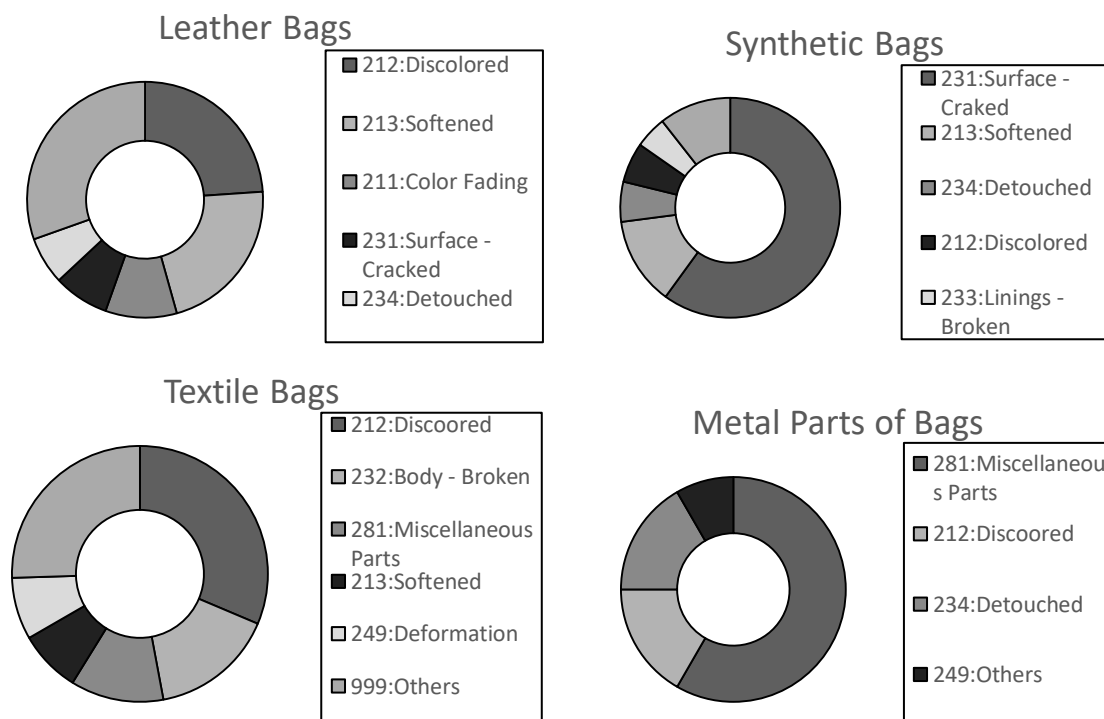 Leather Bags
212:Discolored
213:Softened
211:Color Fading
231:Surface -
Cracked
234:Detouched
Synthetic Bags
231:Surface -
Craked
213:Softened
234:Detouched
212:Discolored
233:Linings -
Broken
Textile Bags
212:Discoored
232:Body - Broken
281:Miscellaneous
Parts
213:Softened
249:Deformation
999:Others
Metal Parts of Bags
281:Miscellaneou
s Parts
212:Discoored
234:Detouched
249:Others